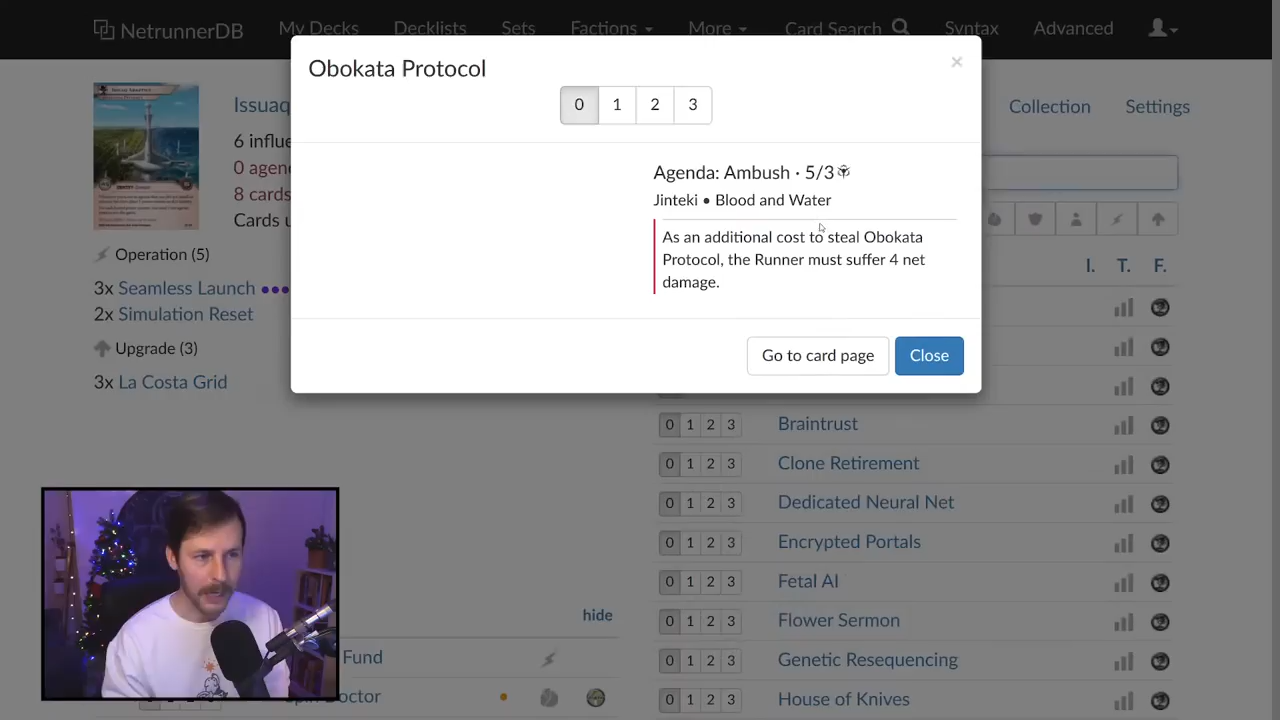 NetrunnerDB
My Decks
Decklists
Sets
Factions
More
Card Search
Syntax
Advanced
Obokata Protocol
×
0 1 2 3
Agenda: Ambush · 5/3
Jinteki • Blood and Water
As an additional cost to steal Obokata
Protocol, the Runner must suffer 4 net
damage.
Go to card page
Close
Issuaq
6 influe
0 agen
8 cards
Cards u
Operation (5)
3x Seamless Launch
2x Simulation Reset
Upgrade (3)
3x La Costa Grid
Collection
Settings
I. T. F.
0 1 2 3 Braintrust
0 1 2 3 Clone Retirement
0 1 2 3 Dedicated Neural Net
0 1 2 3 Encrypted Portals
0 1 2 3 Fetal AI
0 1 2 3 Flower Sermon
0 1 2 3 Genetic Resequencing
0 1 2 3 House of Knives
hide
Fund
Spin Doctor